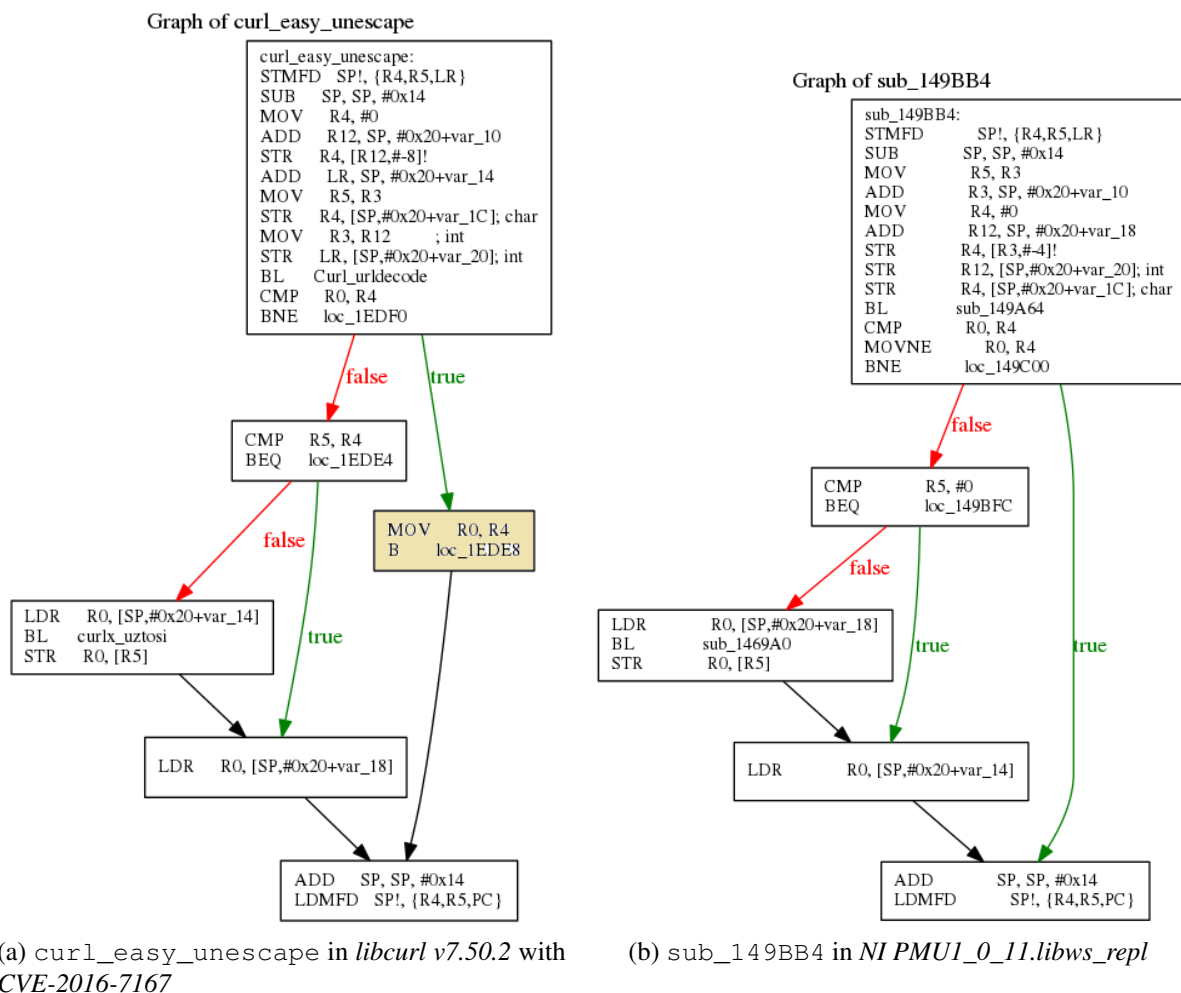 Graph of curl_easy_unescape
curl_easy_unescape:
STMFD SP!, {R4,R5,LR}
SUB SP, SP, #0x14
MOV R4, #0
ADD R12, SP, #0x20+var_10
STR R4, [R12,#-8]!
ADD LR, SP, #0x20+var_14
MOV R5, R3
STR R4, [SP,#0x20+var_1C]; char
MOV R3, R12 ; int
STR LR, [SP,#0x20+var_20]; int
BL Curl_urldecode
CMP R0, R4
BNE loc_1EDF0
false
true
CMP R5, R4
BEQ loc_1EDE4
MOV R0, R4
B loc_1EDE8
false
true
LDR R0, [SP,#0x20+var_14]
BL curlx_uztosi
STR R0, [R5]
LDR R0, [SP,#0x20+var_18]
ADD SP, SP, #0x14
LDMFD SP!, {R4,R5,PC}
(a) curl_easy_unescape in libcurl v7.50.2 with
CVE-2016-7167
Graph of sub_149BB4
sub_149BB4:
STMFD SP!, {R4,R5,LR}
SUB SP, SP, #0x14
MOV R5, R3
ADD R3, SP, #0x20+var_10
MOV R4, #0
ADD R12, SP, #0x20+var_18
STR R4, [R3,#-4]!
STR R12, [SP,#0x20+var_20]; int
STR R4, [SP,#0x20+var_1C]; char
BL sub_149A64
CMP R0, R4
MOVNE R0, R4
BNE loc_149C00
false
CMP R5, #0
BEQ loc_149BFC
false
true
true
LDR R0, [SP,#0x20+var_18]
BL sub_1469A0
STR R0, [R5]
LDR R0, [SP,#0x20+var_14]
ADD SP, SP, #0x14
LDMFD SP!, {R4,R5,PC}
(b) sub_149BB4 in NI PMU1_0_11.libws_repl